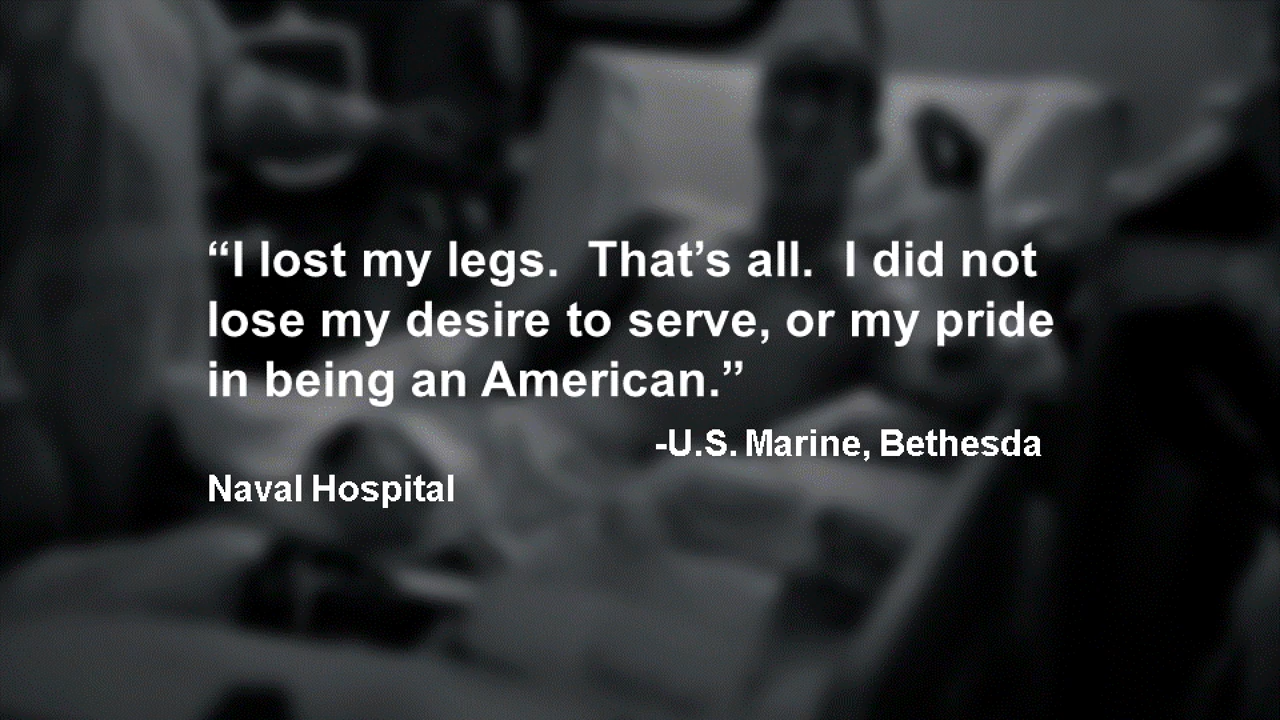 “I lost my legs.  That’s all.  I did not
lose my desire to serve, or my pride
in being an American.”
-U.S. Marine, Bethesda
Naval Hospital